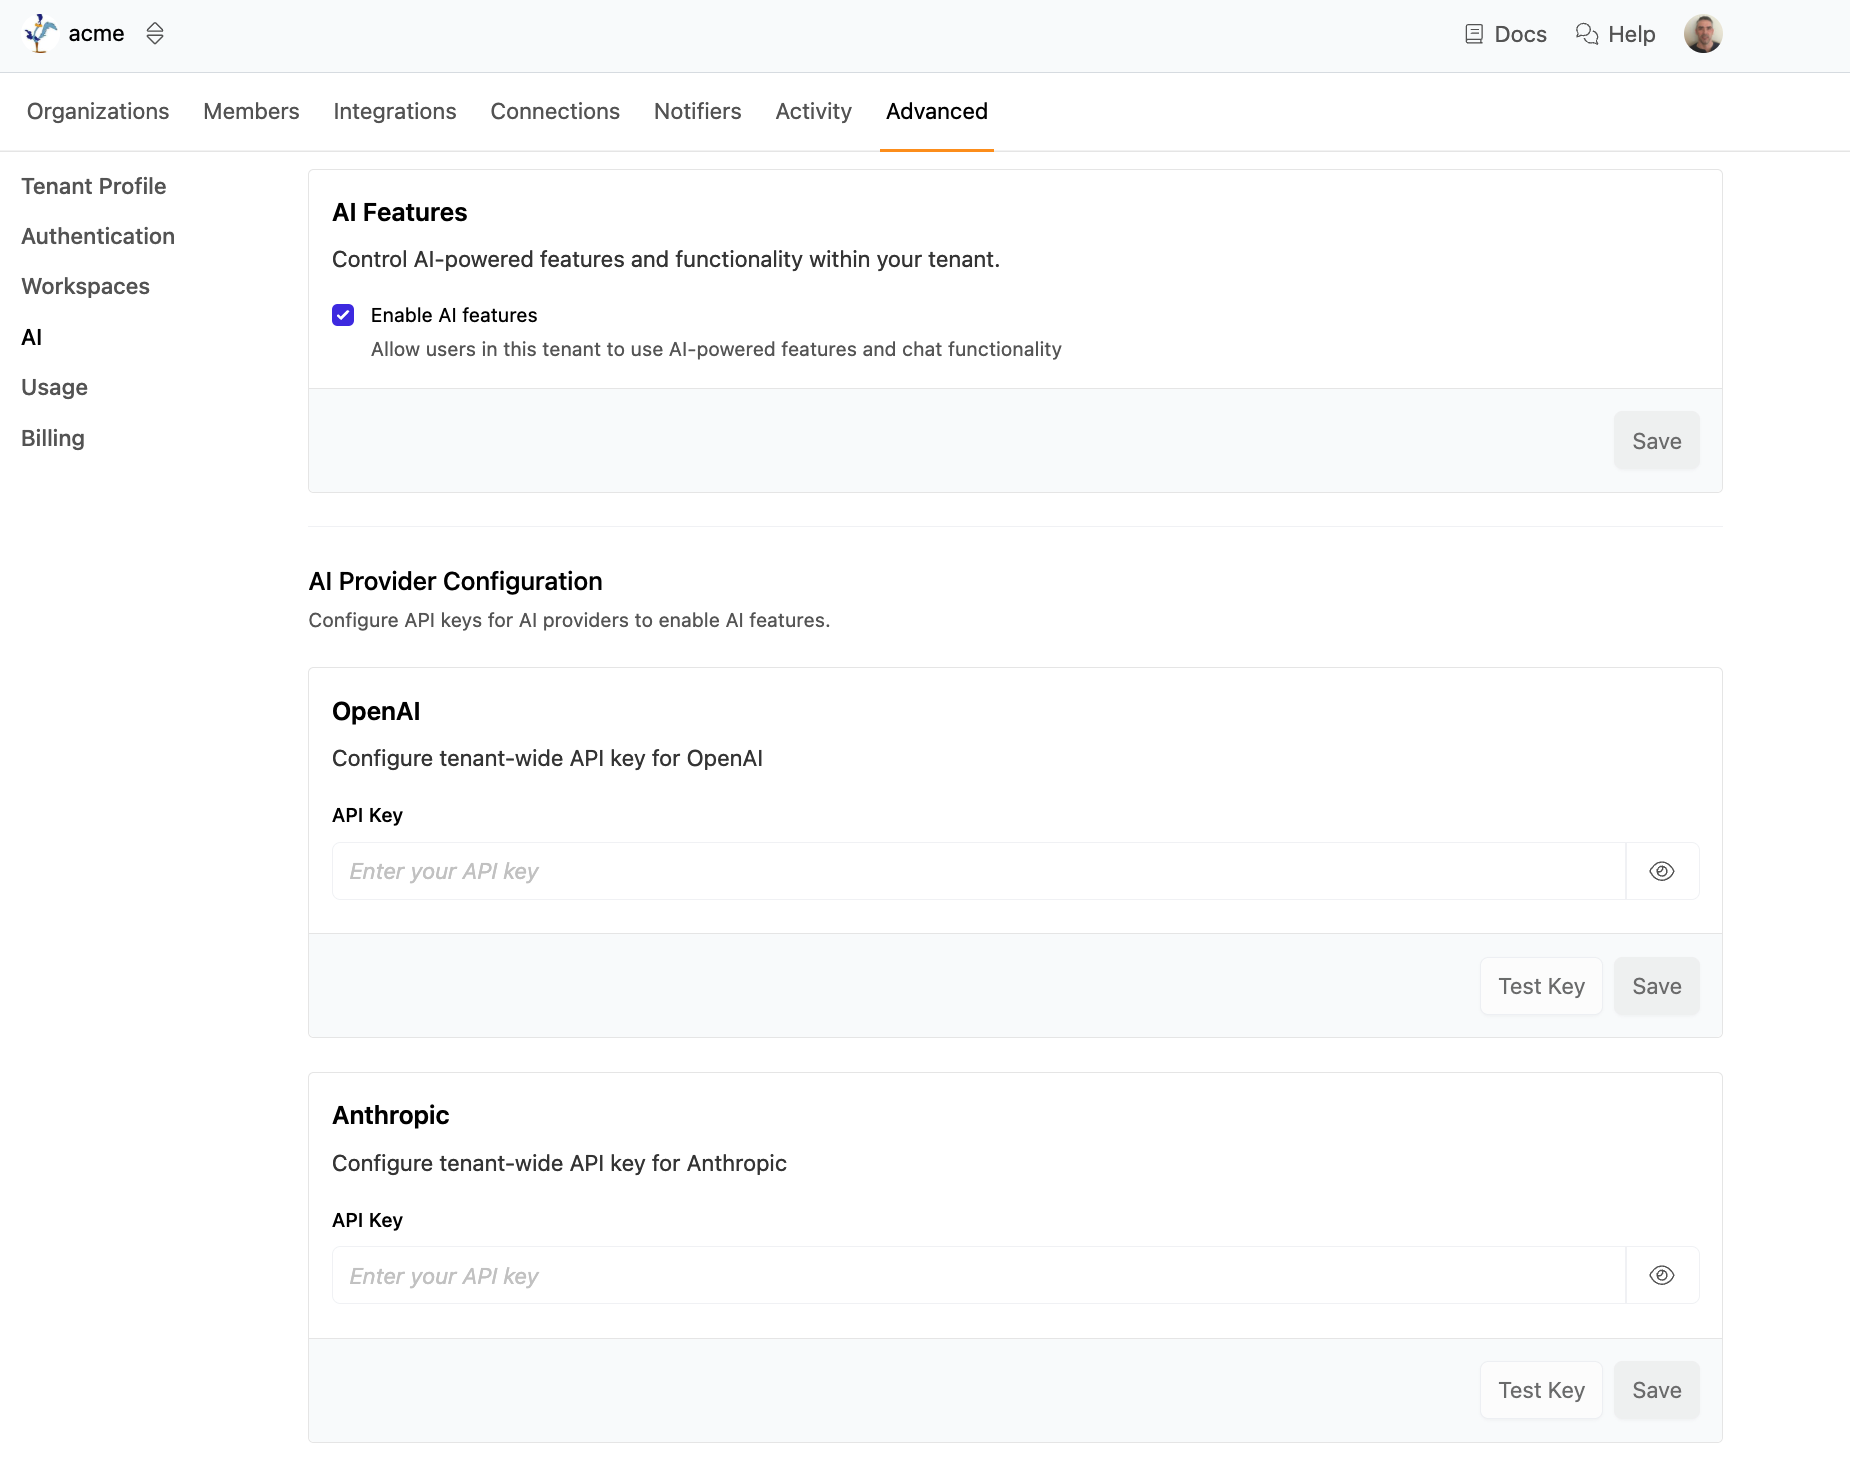 acme
Docs
Help
Organizations
Members
Integrations
Connections
Notifiers
Activity
Advanced
Tenant Profile
Authentication
Workspaces
AI
Usage
Billing
AI Features
Control AI-powered features and functionality within your tenant.
Enable AI features
Allow users in this tenant to use AI-powered features and chat functionality
Save
AI Provider Configuration
Configure API keys for AI providers to enable AI features.
OpenAI
Configure tenant-wide API key for OpenAI
API Key
Enter your API key
Test Key
Save
Anthropic
Configure tenant-wide API key for Anthropic
API Key
Enter your API key
Test Key
Save